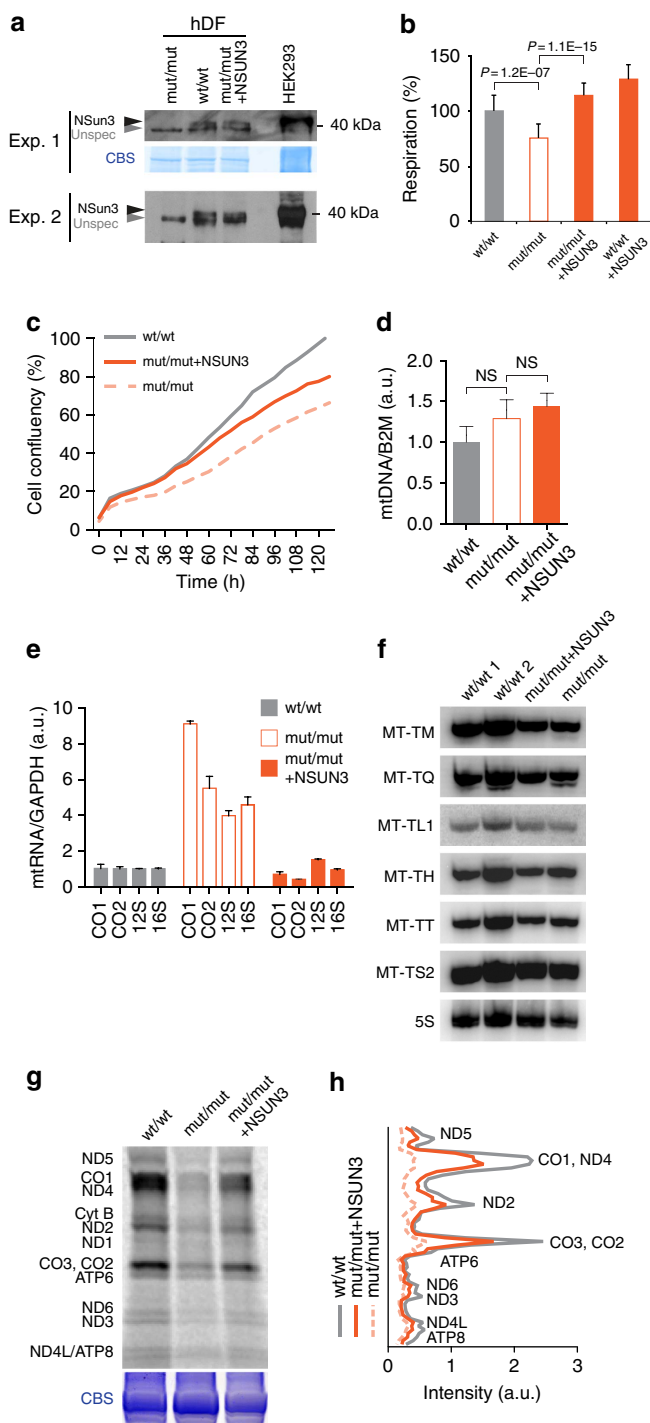 a
hDF
mut/mut
wt/wt
mut/mut
+NSUN3
HEK293
Exp. 1
NSun3
Unspec
40 kDa
CBS
Exp. 2
NSun3
Unspec
40 kDa
b
Respiration (%)
150
100
50
0
P = 1.2E–07
P = 1.1E–15
wt/wt
mut/mut
mut/mut
+NSUN3
wt/wt
+NSUN3
c
Cell confluency (%)
100
80
60
40
20
0
wt/wt
mut/mut+NSUN3
mut/mut
0
12
24
36
48
60
72
84
96
108
120
Time (h)
d
mtDNA/B2M (a.u.)
2.0
1.5
1.0
0.5
0.0
NS
NS
wt/wt
mut/mut
mut/mut
+NSUN3
e
mtRNA/GAPDH (a.u.)
10
8
6
4
2
0
wt/wt
mut/mut
mut/mut
+NSUN3
CO1
CO2
12S
16S
CO1
CO2
12S
16S
CO1
CO2
12S
16S
f
wt/wt 1
wt/wt 2
mut/mut+NSUN3
mut/mut
MT-TM
MT-TQ
MT-TL1
MT-TH
MT-TT
MT-TS2
5S
g
wt/wt
mut/mut
mut/mut
+NSUN3
ND5
CO1
ND4
Cyt B
ND2
ND1
CO3, CO2
ATP6
ND6
ND3
ND4L/ATP8
CBS
h
wt/wt
mut/mut+NSUN3
mut/mut
ND5
CO1, ND4
ND2
CO3, CO2
ATP6
ND6
ND3
ND4L
ATP8
0
1
2
3
Intensity (a.u.)